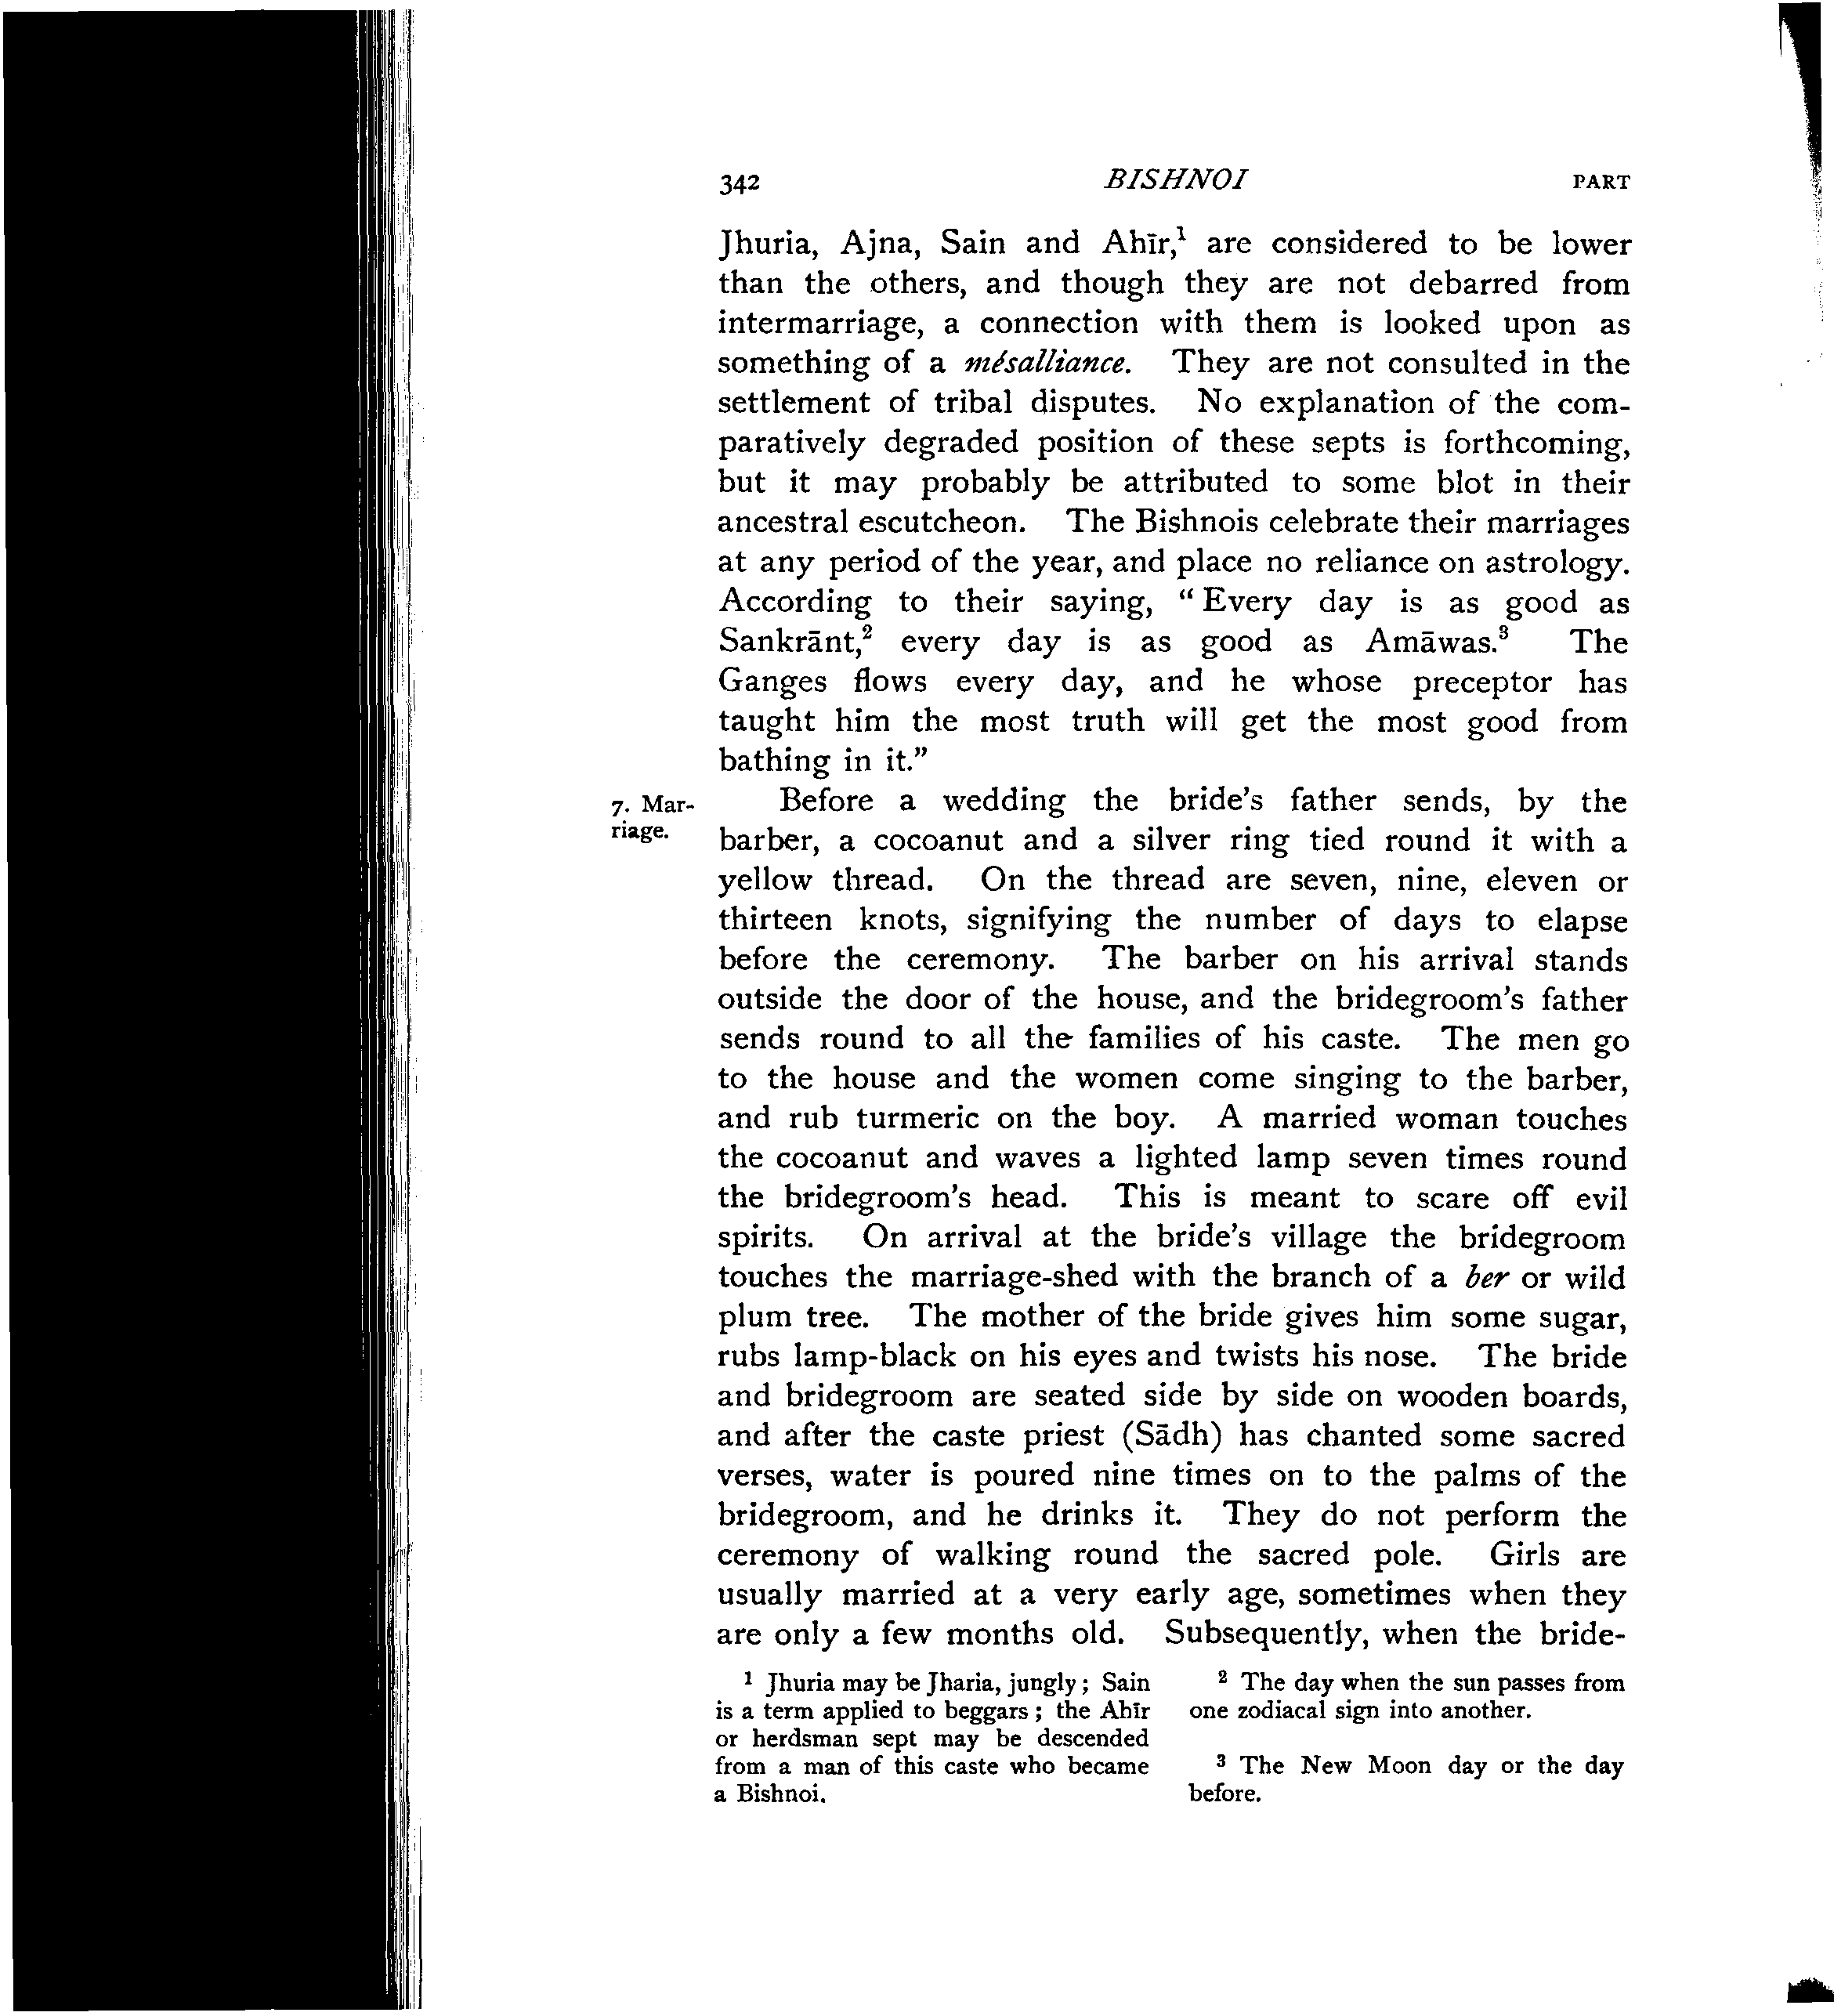 342 BISHNOI PART
Jhuria, Ajna, Sain and Ahīr,¹ are considered to be lower
than the others, and though they are not debarred from
intermarriage, a connection with them is looked upon as
something of a mésalliance. They are not consulted in the
settlement of tribal disputes. No explanation of the com-
paratively degraded position of these septs is forthcoming,
but it may probably be attributed to some blot in their
ancestral escutcheon. The Bishnois celebrate their marriages
at any period of the year, and place no reliance on astrology.
According to their saying, “Every day is as good as
Sankrānt,² every day is as good as Amāwas.³ The
Ganges flows every day, and he whose preceptor has
taught him the most truth will get the most good from
bathing in it.”
7. Mar-
riage.
Before a wedding the bride's father sends, by the
barber, a cocoanut and a silver ring tied round it with a
yellow thread. On the thread are seven, nine, eleven or
thirteen knots, signifying the number of days to elapse
before the ceremony. The barber on his arrival stands
outside the door of the house, and the bridegroom's father
sends round to all the families of his caste. The men go
to the house and the women come singing to the barber,
and rub turmeric on the boy. A married woman touches
the cocoanut and waves a lighted lamp seven times round
the bridegroom's head. This is meant to scare off evil
spirits. On arrival at the bride's village the bridegroom
touches the marriage-shed with the branch of a ber or wild
plum tree. The mother of the bride gives him some sugar,
rubs lamp-black on his eyes and twists his nose. The bride
and bridegroom are seated side by side on wooden boards,
and after the caste priest (Sādh) has chanted some sacred
verses, water is poured nine times on to the palms of the
bridegroom, and he drinks it. They do not perform the
ceremony of walking round the sacred pole. Girls are
usually married at a very early age, sometimes when they
are only a few months old. Subsequently, when the bride-
¹ Jhuria may be Jharia, jungly; Sain
is a term applied to beggars; the Ahīr
or herdsman sept may be descended
from a man of this caste who became
a Bishnoi.
² The day when the sun passes from
one zodiacal sign into another.
³ The New Moon day or the day
before.